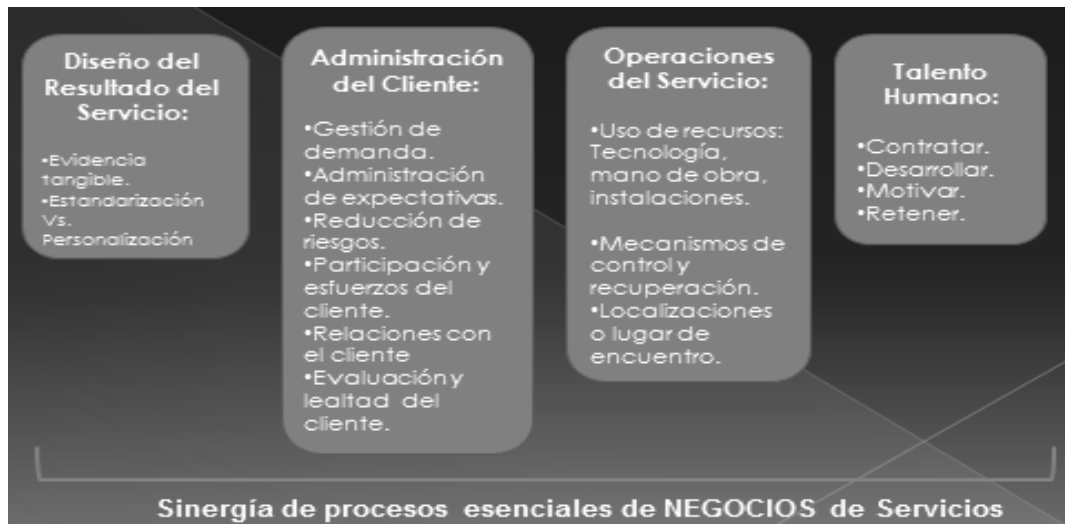 Diseño del
Resultado del
Servicio:
•Evidencia
tangible.
•Estandarización
Vs.
Personalización
Administración
del Cliente:
•Gestión de
demanda.
•Administración
de expectativas.
•Reducción de
riesgos.
•Participación y
esfuerzos del
cliente.
•Relaciones con
el cliente
•Evaluación y
lealtad del
cliente.
Operaciones
del Servicio:
•Uso de recursos:
Tecnología,
mano de obra,
instalaciones.
•Mecanismos de
control y
recuperación.
•Localizaciones
o lugar de
encuentro.
Talento
Humano:
•Contratar.
•Desarrollar.
•Motivar.
•Retener.
Sinergía de procesos esenciales de NEGOCIOS de Servicios